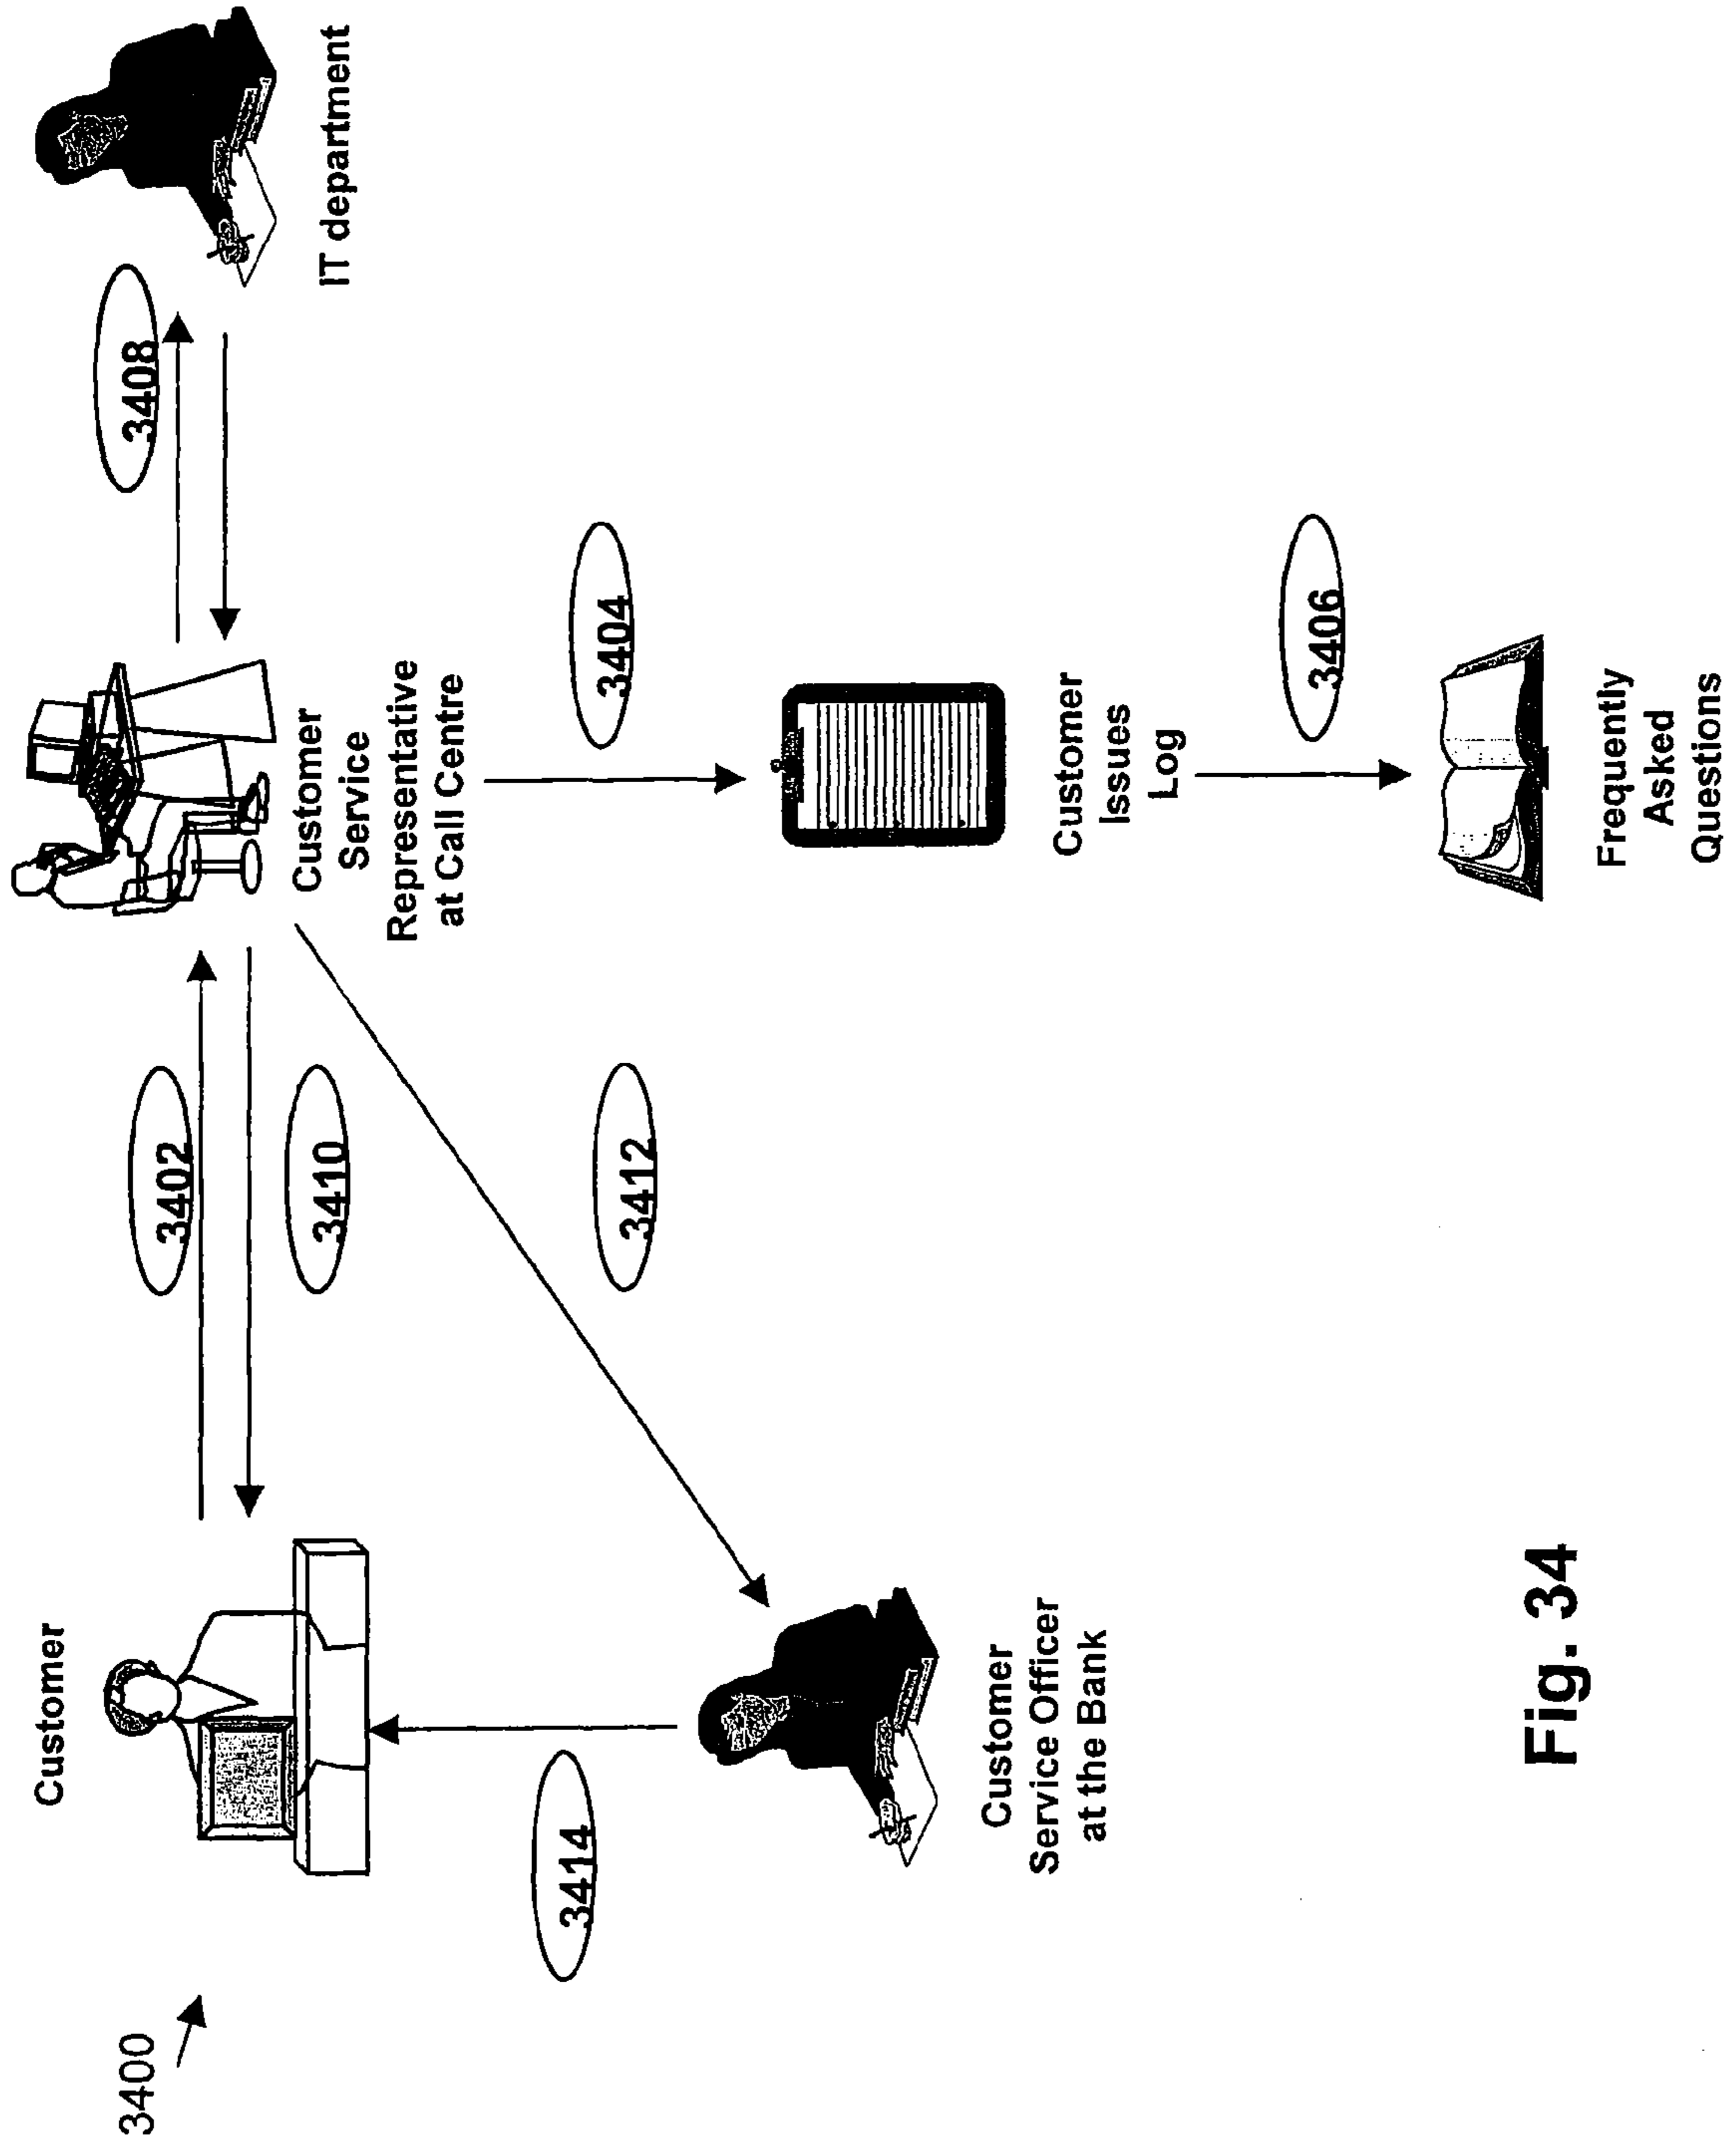 3400
Customer
3402
3410
Customer
Service
Representative
at Call Centre
3408
IT department
3414
3412
3404
Customer
Service Officer
at the Bank
Customer
Issues
Log
3406
Frequently
Asked
Questions
Fig. 34